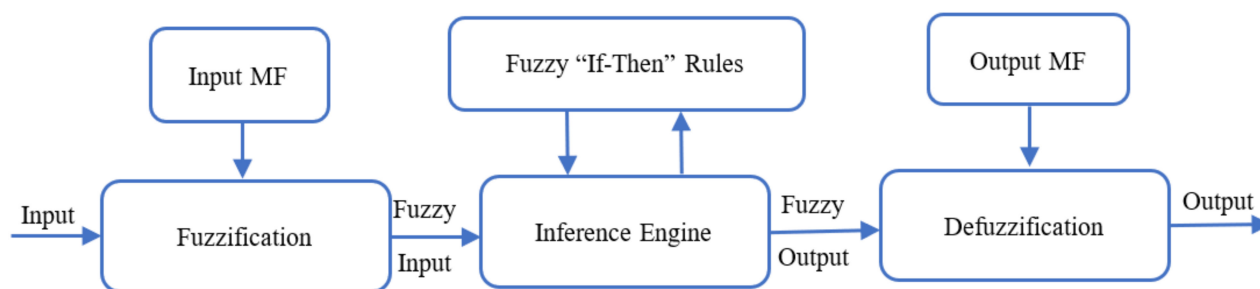 Input MF
Fuzzy “If-Then” Rules
Output MF
Input
Fuzzification
Fuzzy
Input
Inference Engine
Fuzzy
Output
Defuzzification
Output